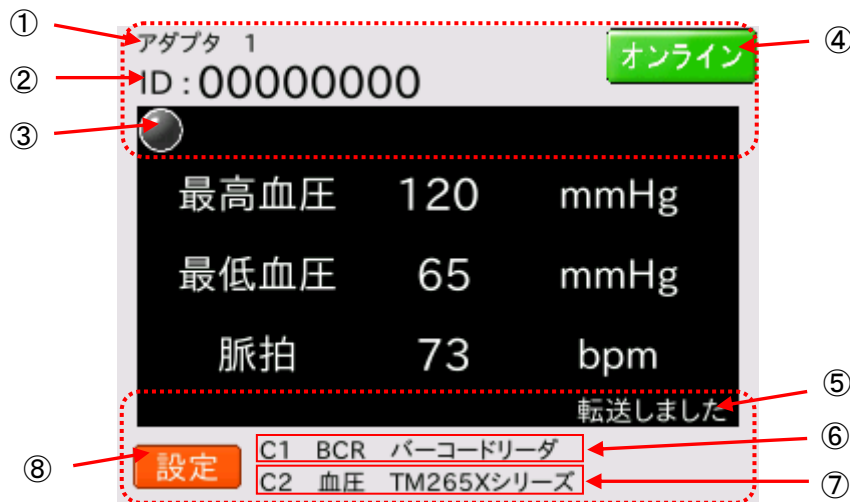 ①
アダプタ 1
オンライン
④
②
ID : 00000000
③
最高血圧 120 mmHg
最低血圧 65 mmHg
脈拍 73 bpm
⑤
転送しました
⑥
C1 BCR バーコードリーダ
⑧
設定
C2 血圧 TM265Xシリーズ
⑦